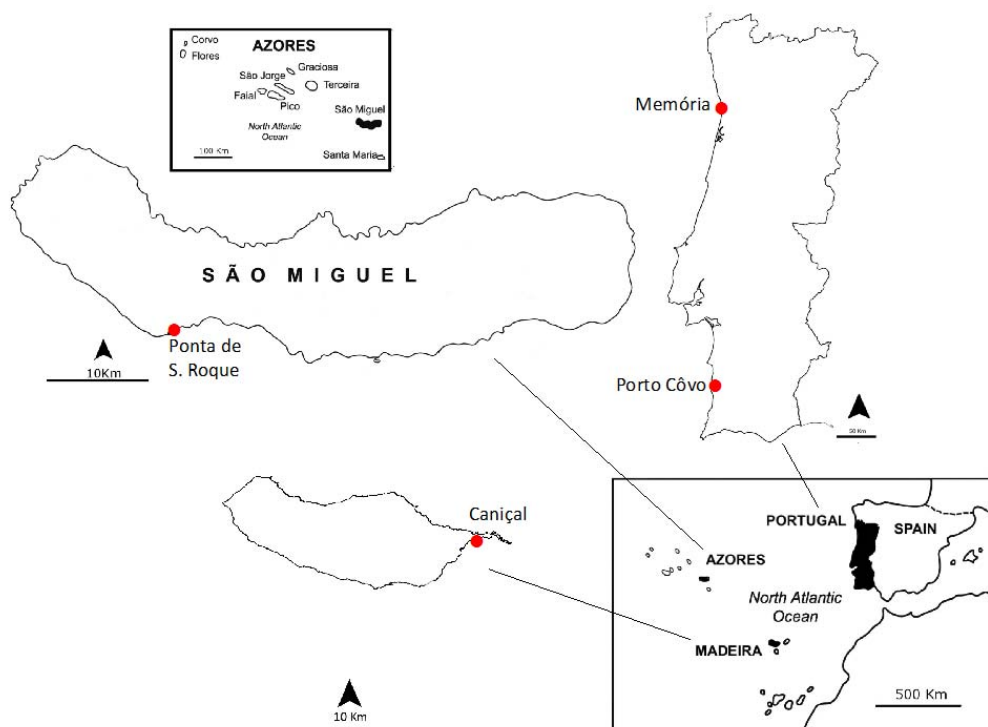 Corvo
Flores
AZORES
Graciosa
São Jorge
Terceira
Faial
Pico
São Miguel
North Atlantic
Ocean
100 Km
Santa Maria
SÃO MIGUEL
Ponta de
S. Roque
10Km
Memória
Porto Côvo
50 Km
Caniçal
10 Km
PORTUGAL
SPAIN
AZORES
North Atlantic
Ocean
MADEIRA
500 Km